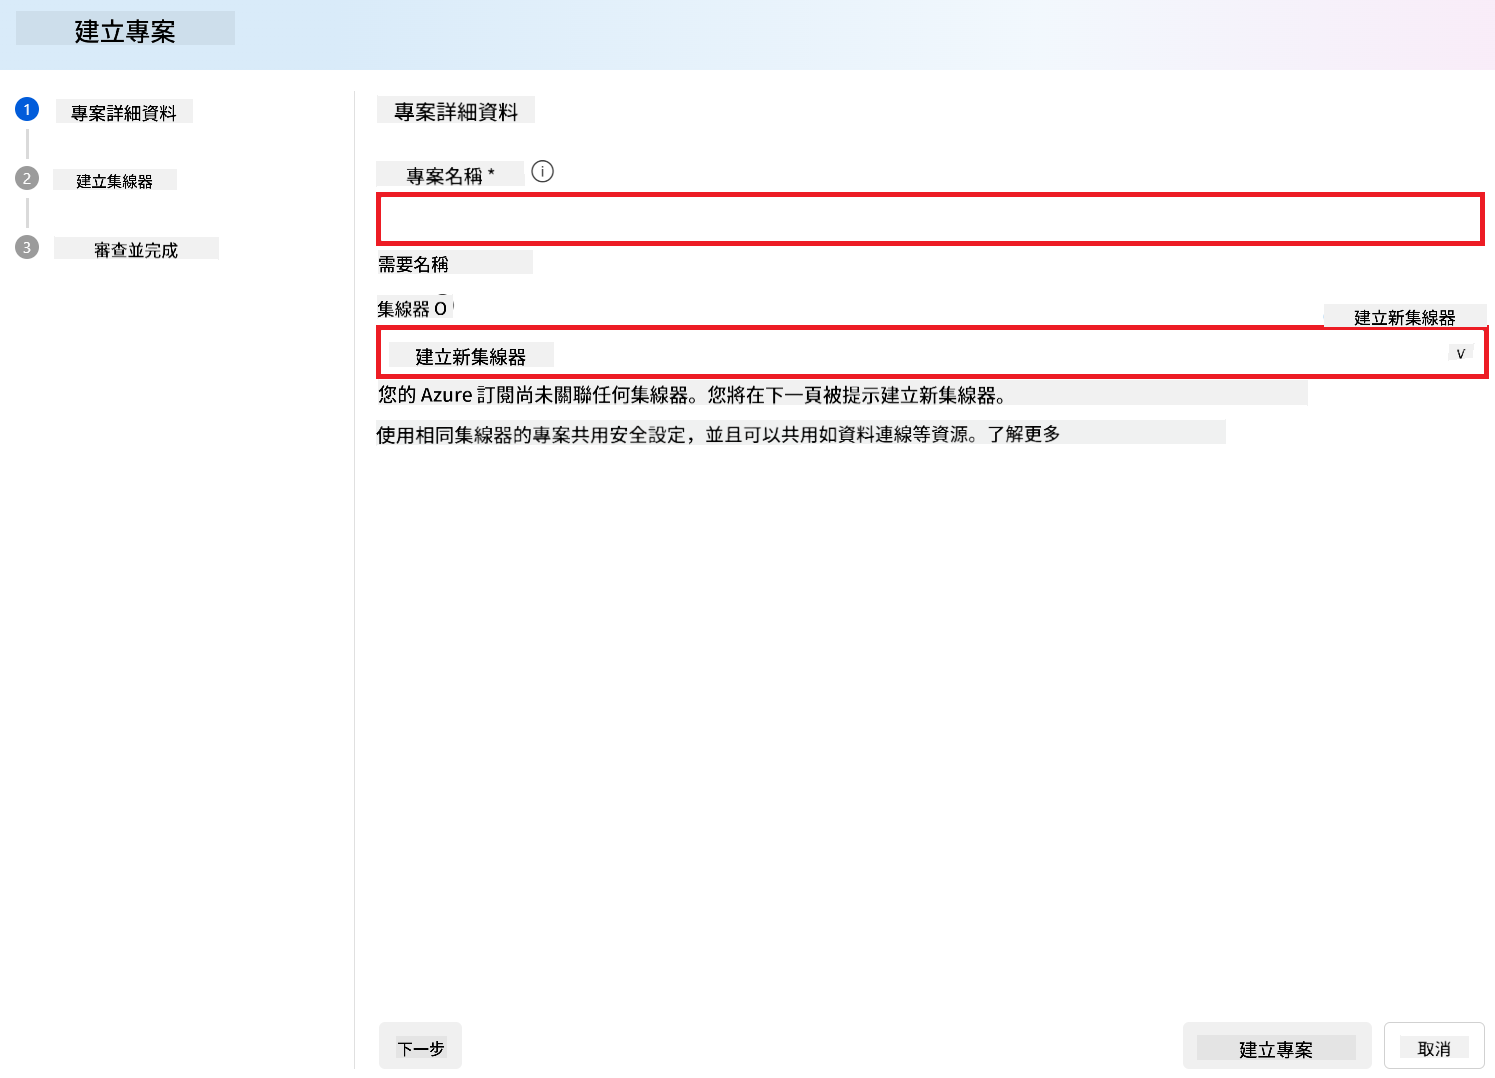 建立專案
1 專案詳細資料
2 建立集線器
3 審查並完成
專案詳細資料
專案名稱 *
需要名稱
集線器 O
建立新集線器
建立新集線器 v
您的 Azure 訂閱尚未關聯任何集線器。您將在下一頁被提示建立新集線器。
使用相同集線器的專案共用安全設定，並且可以共用如資料連線等資源。了解更多
下一步
建立專案
取消